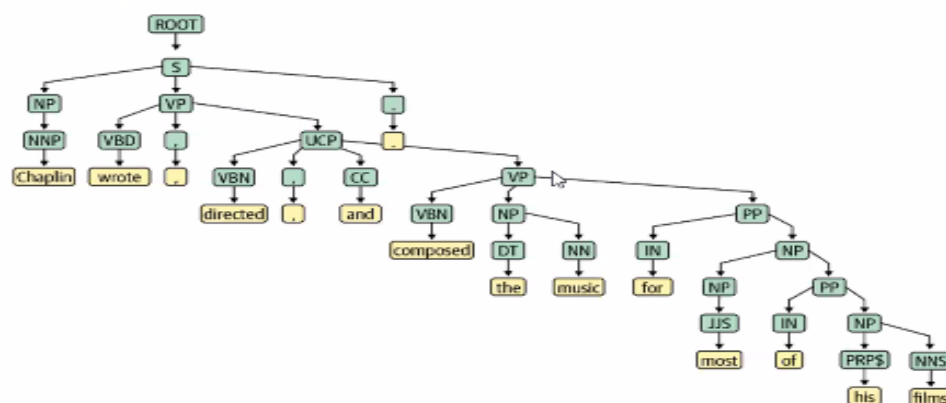 ROOT
S
NP VP .
NNP VBD , UCP .
Chaplin wrote , VBN , CC VP
directed , and VBN NP PP
composed DT NN IN NP
the music for NP PP
JJS IN NP
most of PRP$ NNS
his films